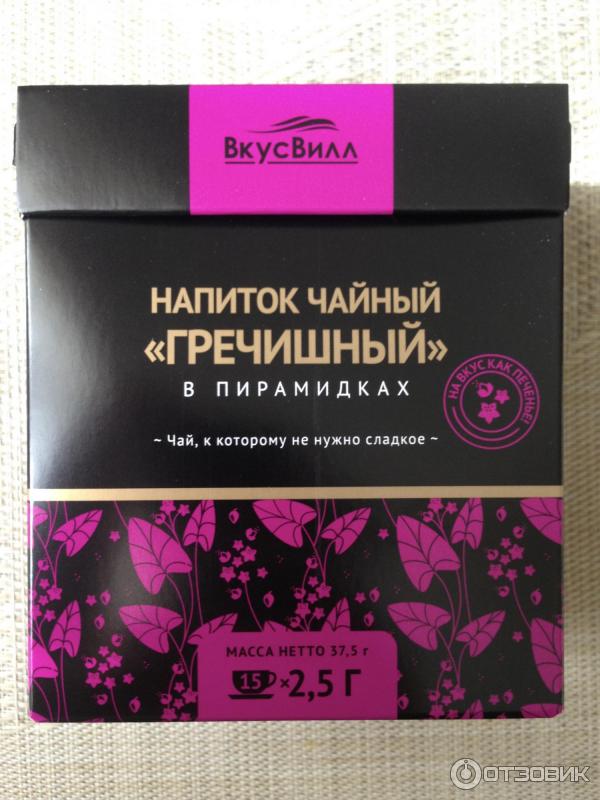 ВкусВилл
НАПИТОК ЧАЙНЫЙ
«ГРЕЧИШНЫЙ»
В ПИРАМИДКАХ
НА ВКУС КАК ПЕЧЕНЬЕ!
~ Чай, к которому не нужно сладкое ~
МАССА НЕТТО 37,5 г
15 × 2,5 Г
ОТЗОВИК